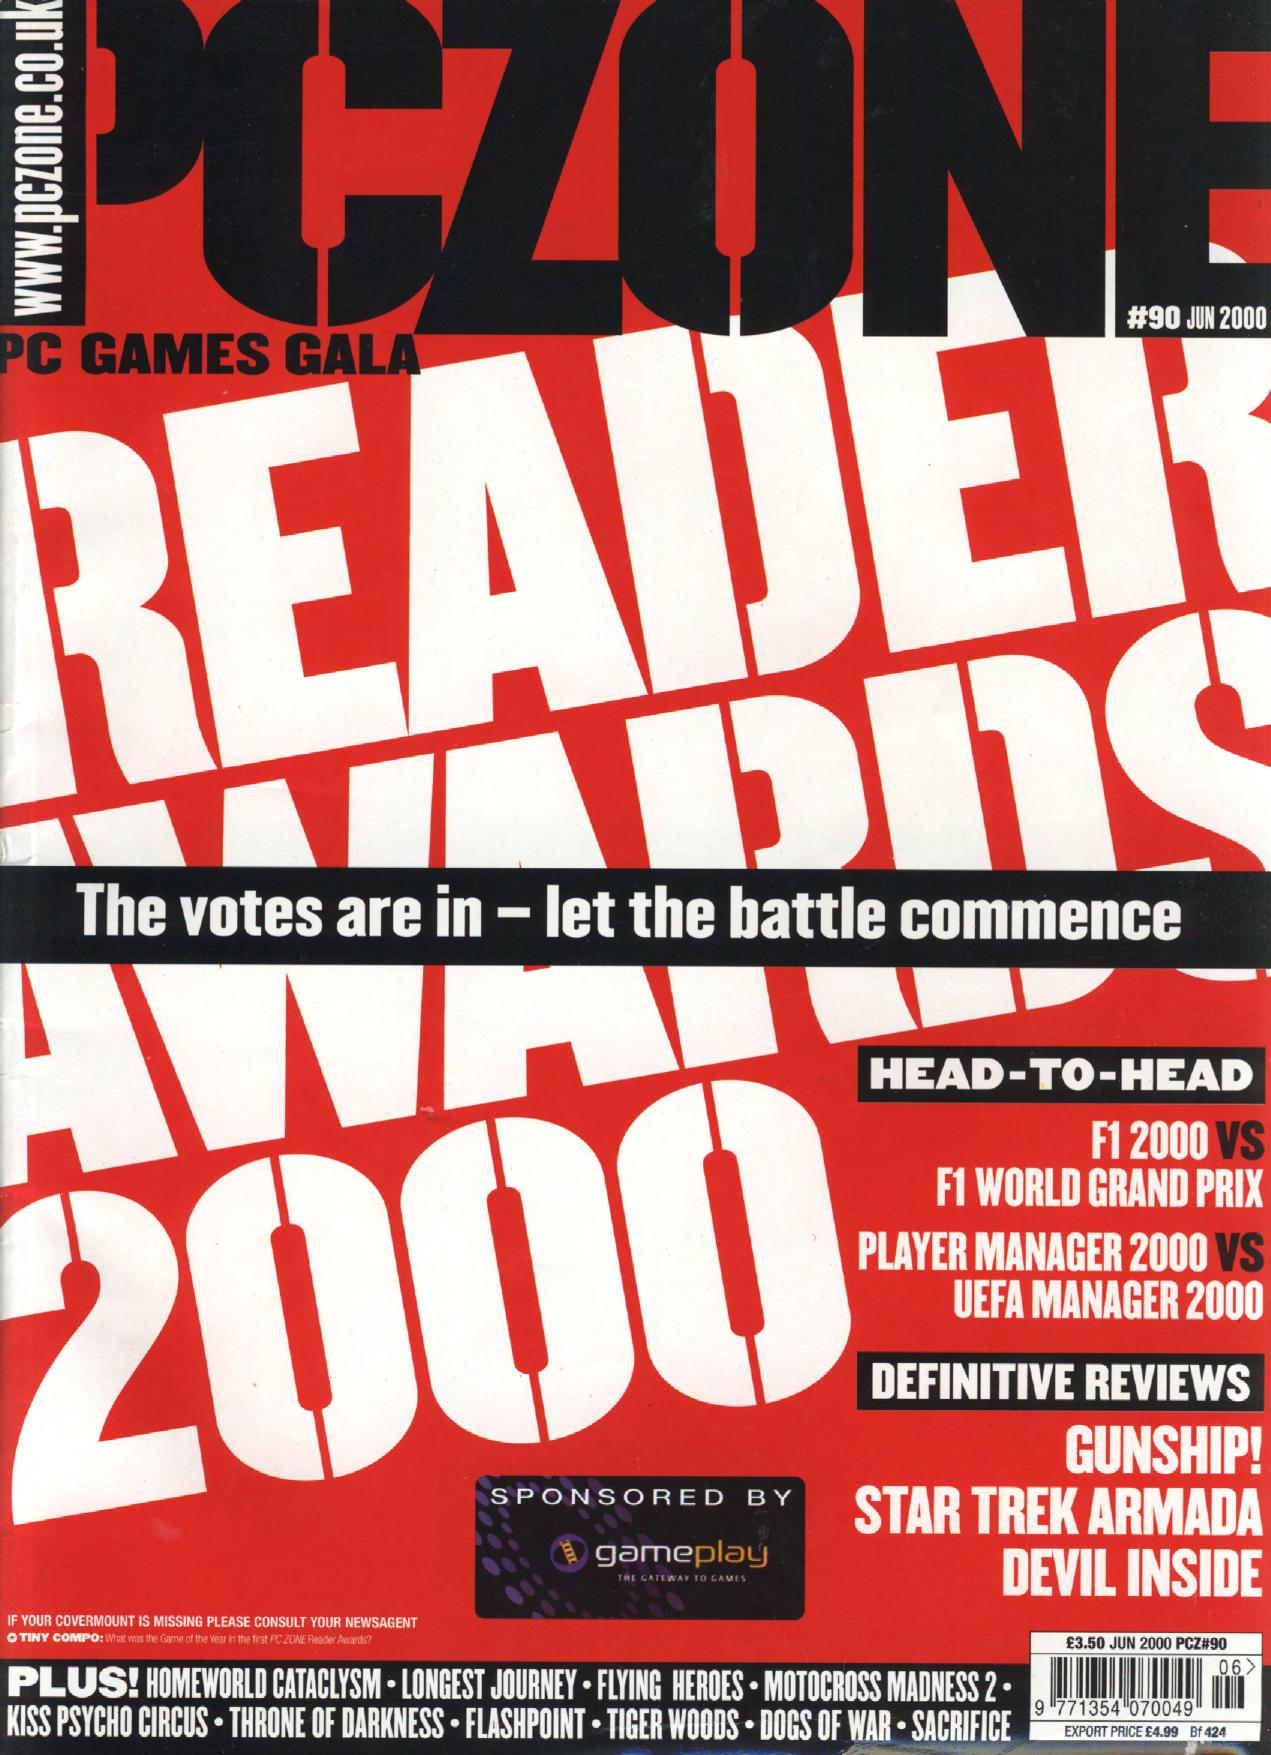 www.pczone.co.uk
PCZONE
#90 JUN 2000
PC GAMES GALA
READER
AWARDS
The votes are in – let the battle commence
2000
HEAD-TO-HEAD
F1 2000 VS
F1 WORLD GRAND PRIX
PLAYER MANAGER 2000 VS
UEFA MANAGER 2000
DEFINITIVE REVIEWS
GUNSHIP!
STAR TREK ARMADA
DEVIL INSIDE
SPONSORED BY
gameplay
THE GATEWAY TO GAMES
IF YOUR COVERMOUNT IS MISSING PLEASE CONSULT YOUR NEWSAGENT
TINY COMPO: What was the Game of the Year in the first PC ZONE Reader Awards?
PLUS! HOMEWORLD CATACLYSM • LONGEST JOURNEY • FLYING HEROES • MOTOCROSS MADNESS 2 •
KISS PSYCHO CIRCUS • THRONE OF DARKNESS • FLASHPOINT • TIGER WOODS • DOGS OF WAR • SACRIFICE
£3.50 JUN 2000 PCZ#90
06>
9 771354 070049
EXPORT PRICE £4.99 Bf 424